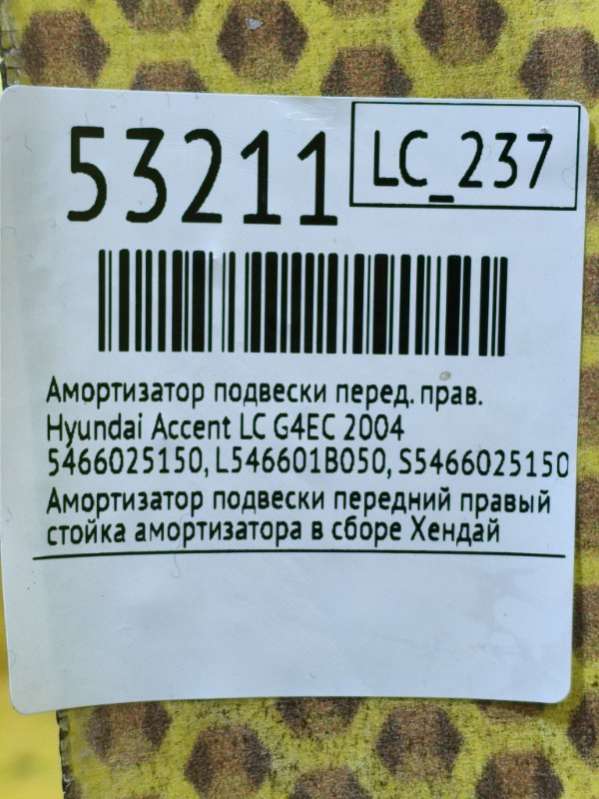 53211
LC_237
Амортизатор подвески перед. прав.
Hyundai Accent LC G4EC 2004
5466025150, L546601B050, S5466025150
Амортизатор подвески передний правый
стойка амортизатора в сборе Хендай